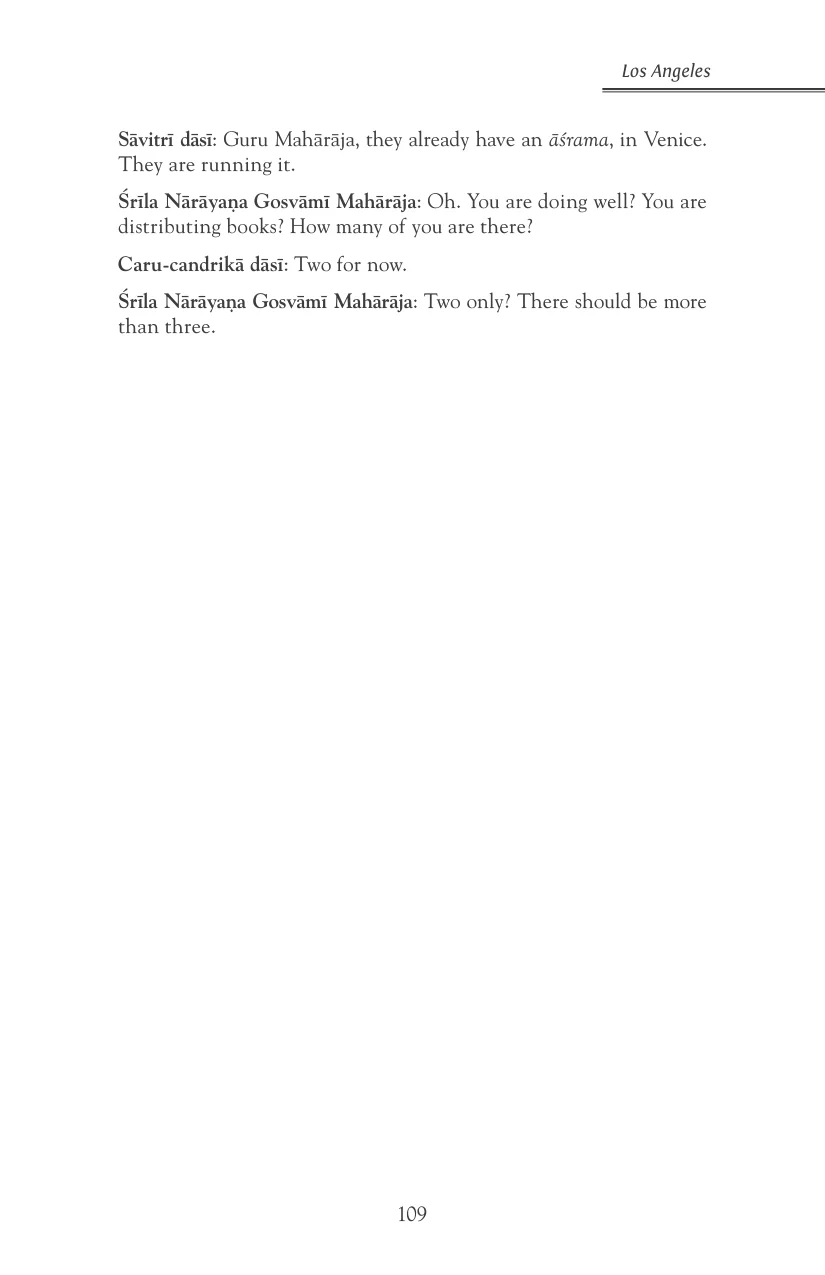 Los Angeles
Sāvitrī dāsī: Guru Mahārāja, they already have an āśrama, in Venice.
They are running it.
Śrīla Nārāyaṇa Gosvāmī Mahārāja: Oh. You are doing well? You are
distributing books? How many of you are there?
Caru-candrikā dāsī: Two for now.
Śrīla Nārāyaṇa Gosvāmī Mahārāja: Two only? There should be more
than three.
109